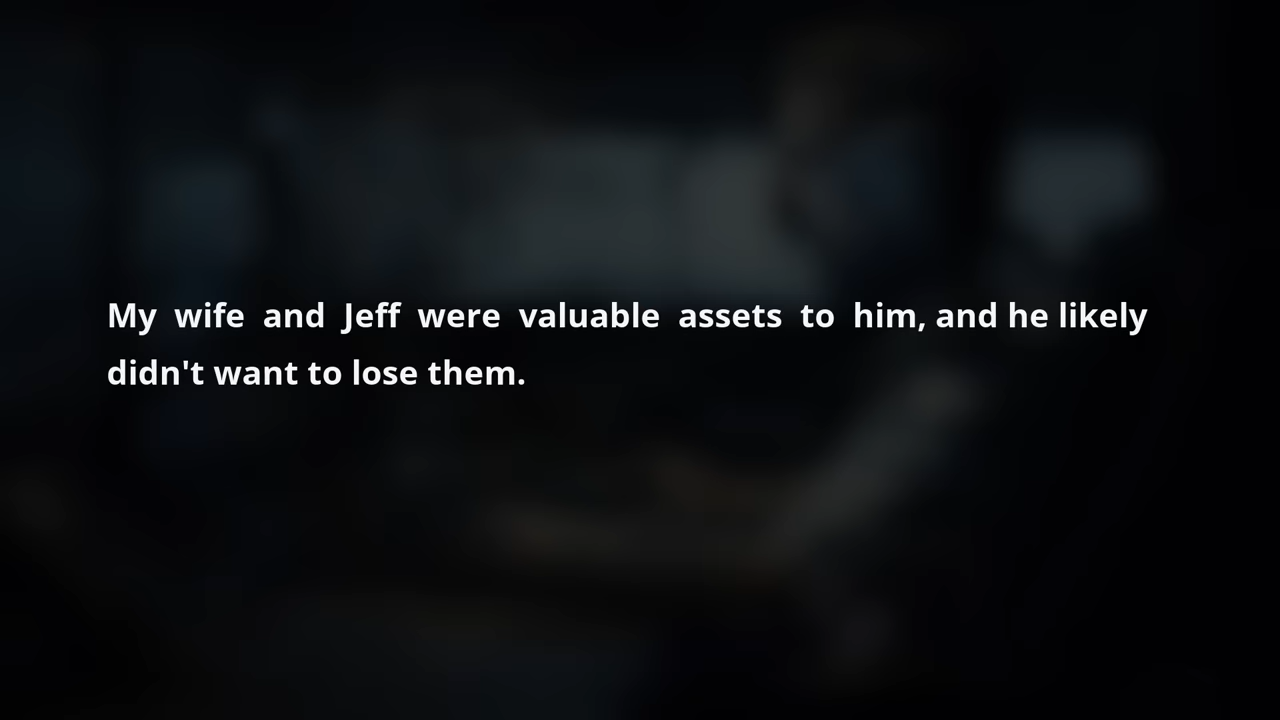 My wife and Jeff were valuable assets to him, and he likely
didn't want to lose them.